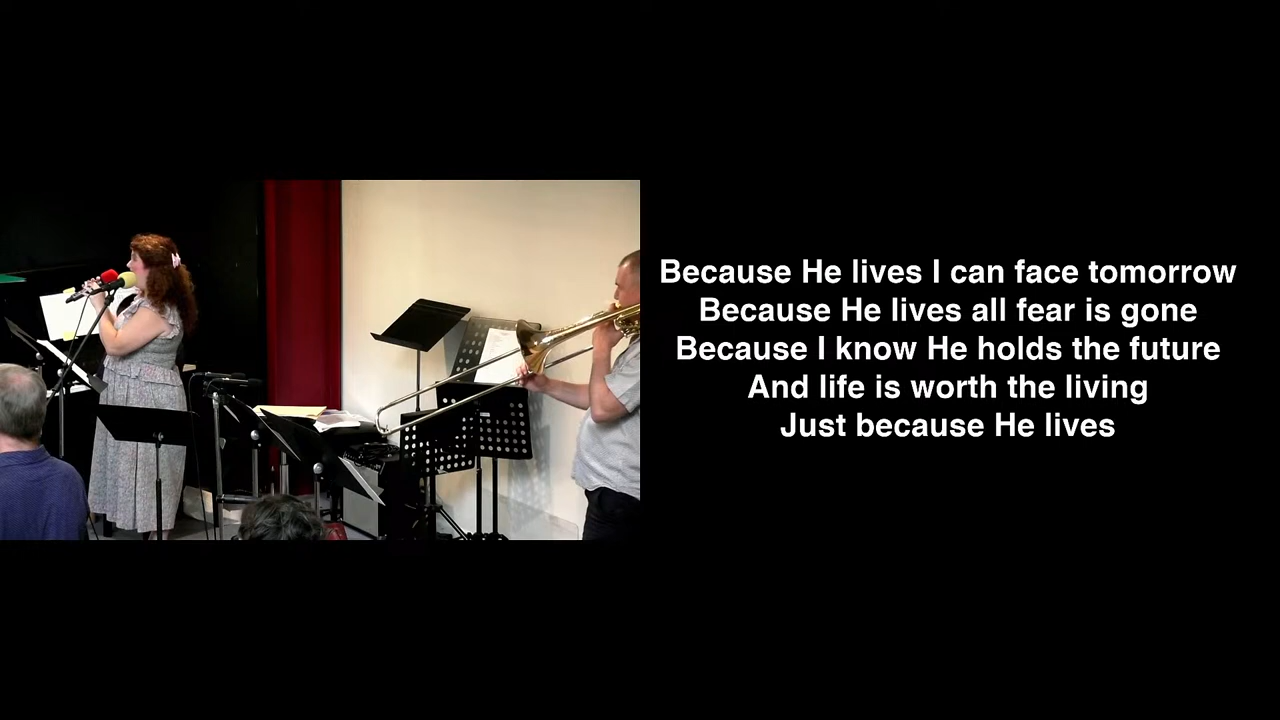 Because He lives I can face tomorrow
Because He lives all fear is gone
Because I know He holds the future
And life is worth the living
Just because He lives